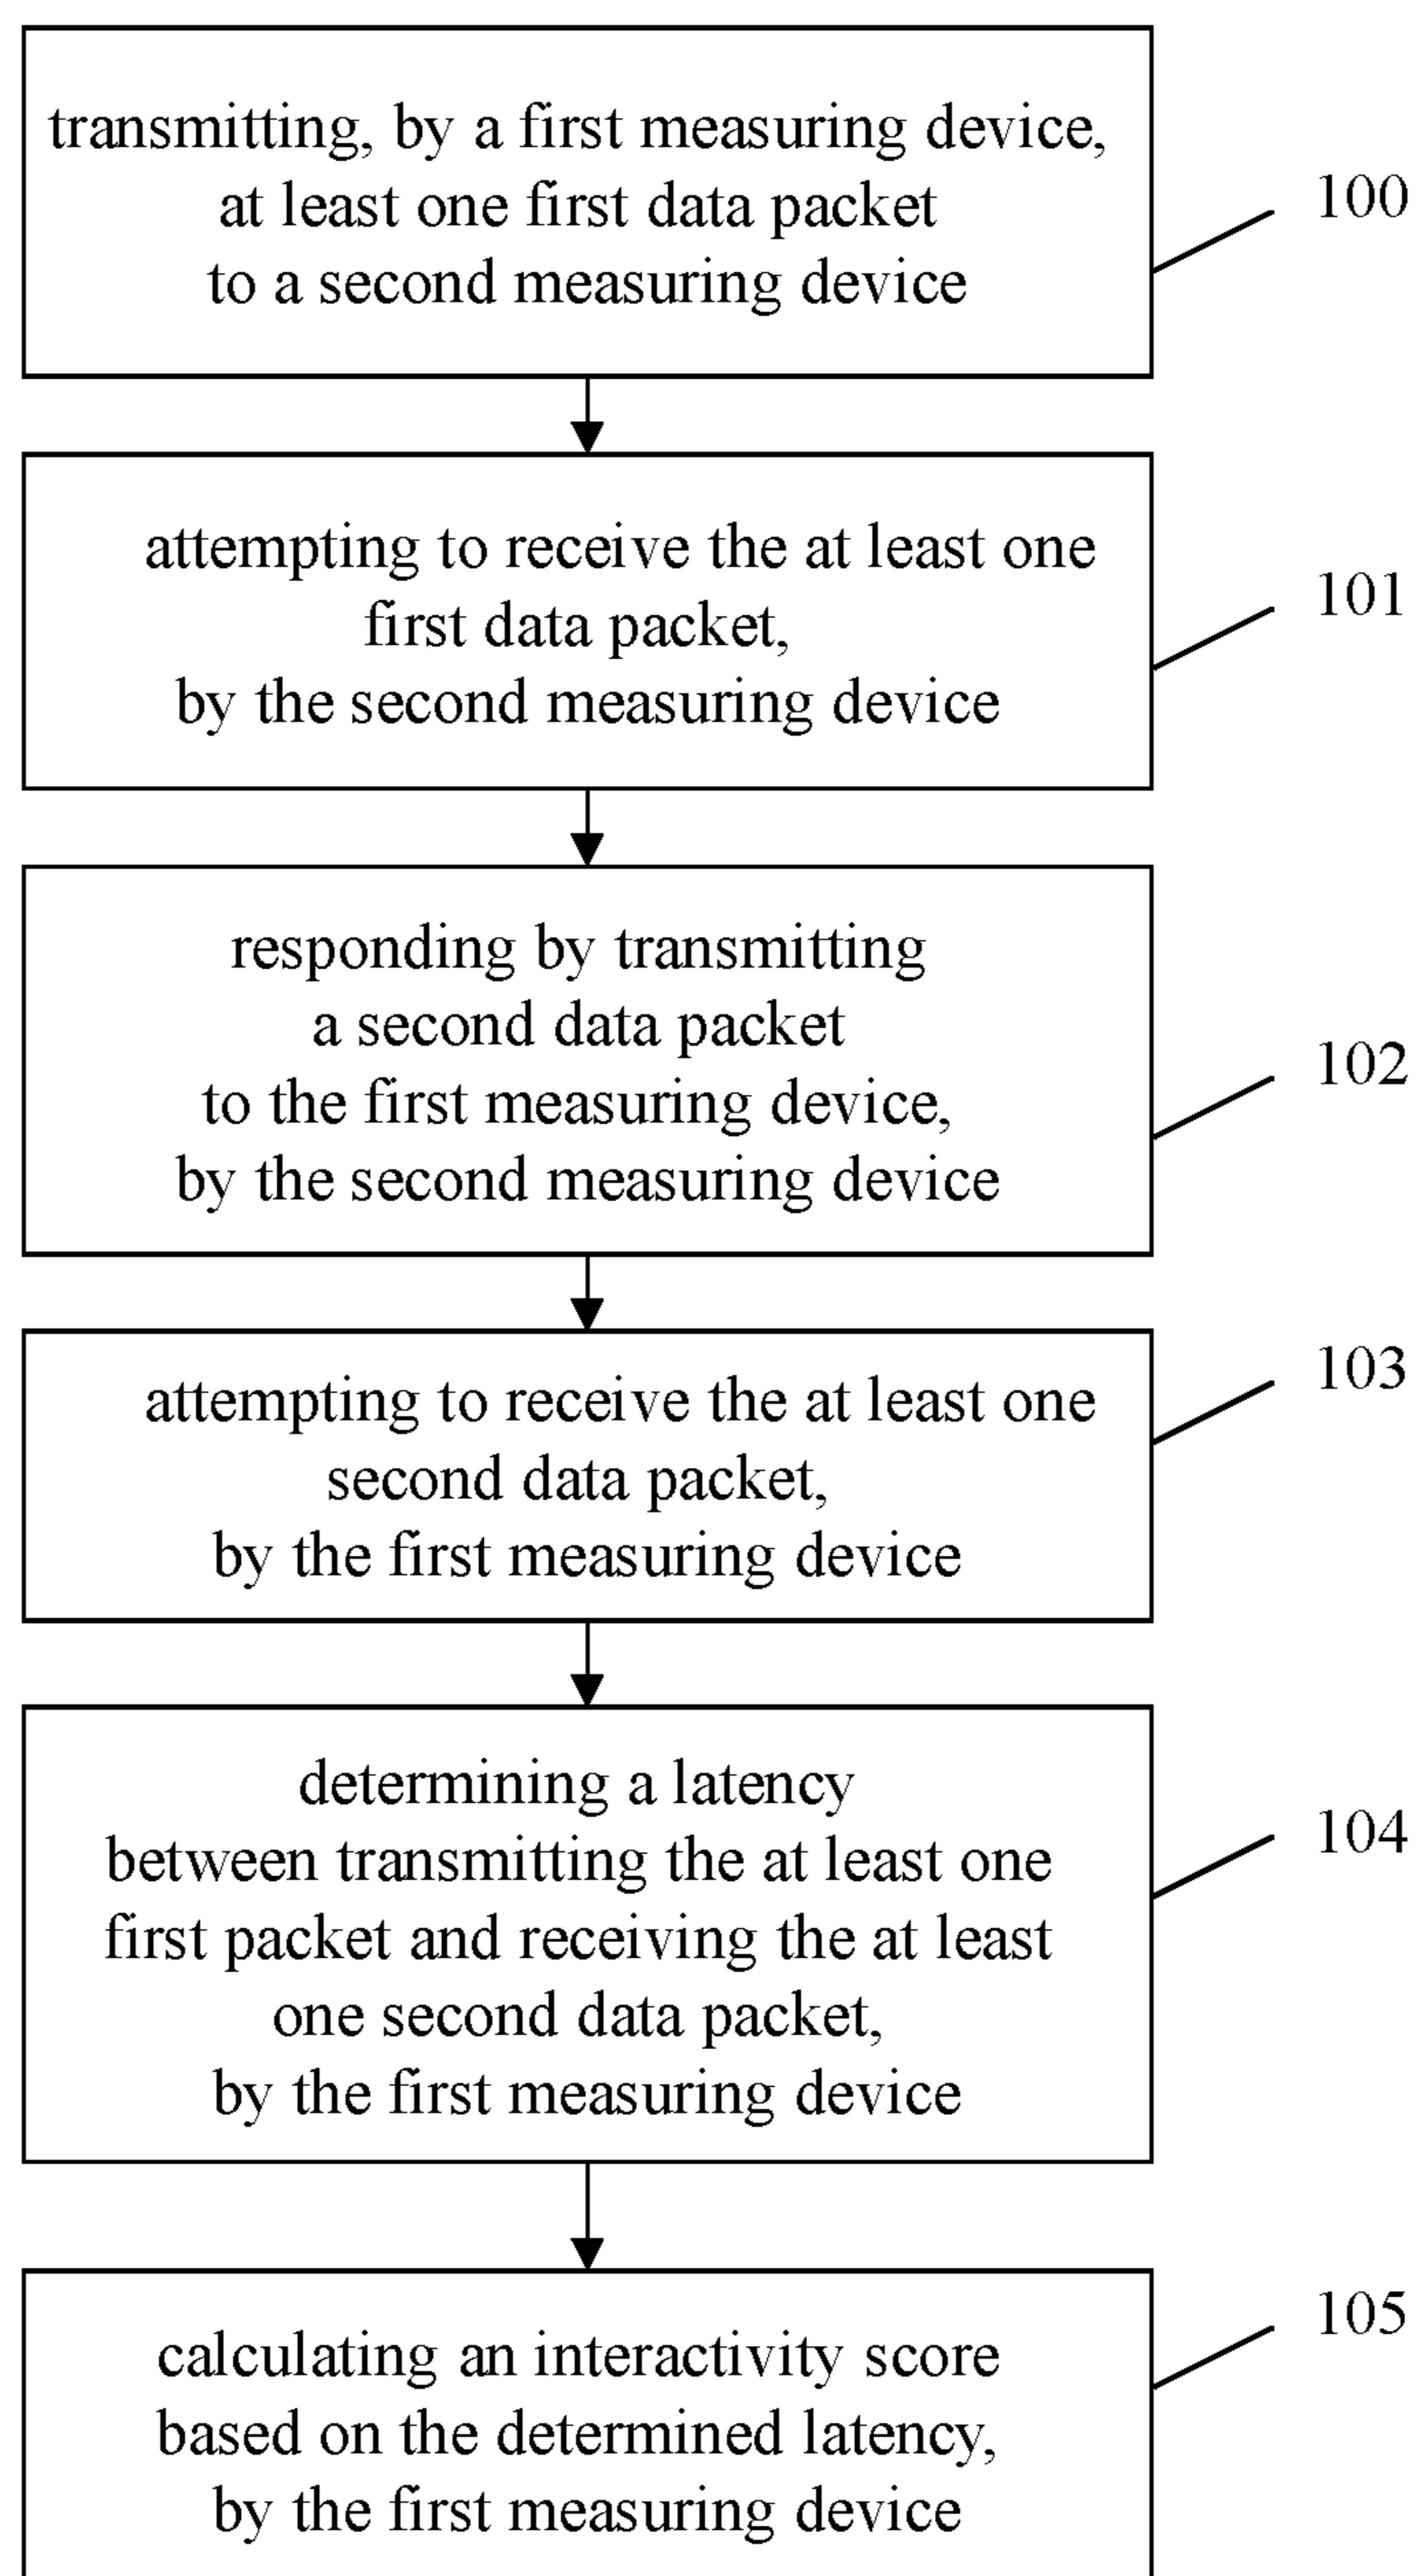 transmitting, by a first measuring device,
at least one first data packet
to a second measuring device
100
attempting to receive the at least one
first data packet,
by the second measuring device
101
responding by transmitting
a second data packet
to the first measuring device,
by the second measuring device
102
attempting to receive the at least one
second data packet,
by the first measuring device
103
determining a latency
between transmitting the at least one
first packet and receiving the at least
one second data packet,
by the first measuring device
104
calculating an interactivity score
based on the determined latency,
by the first measuring device
105